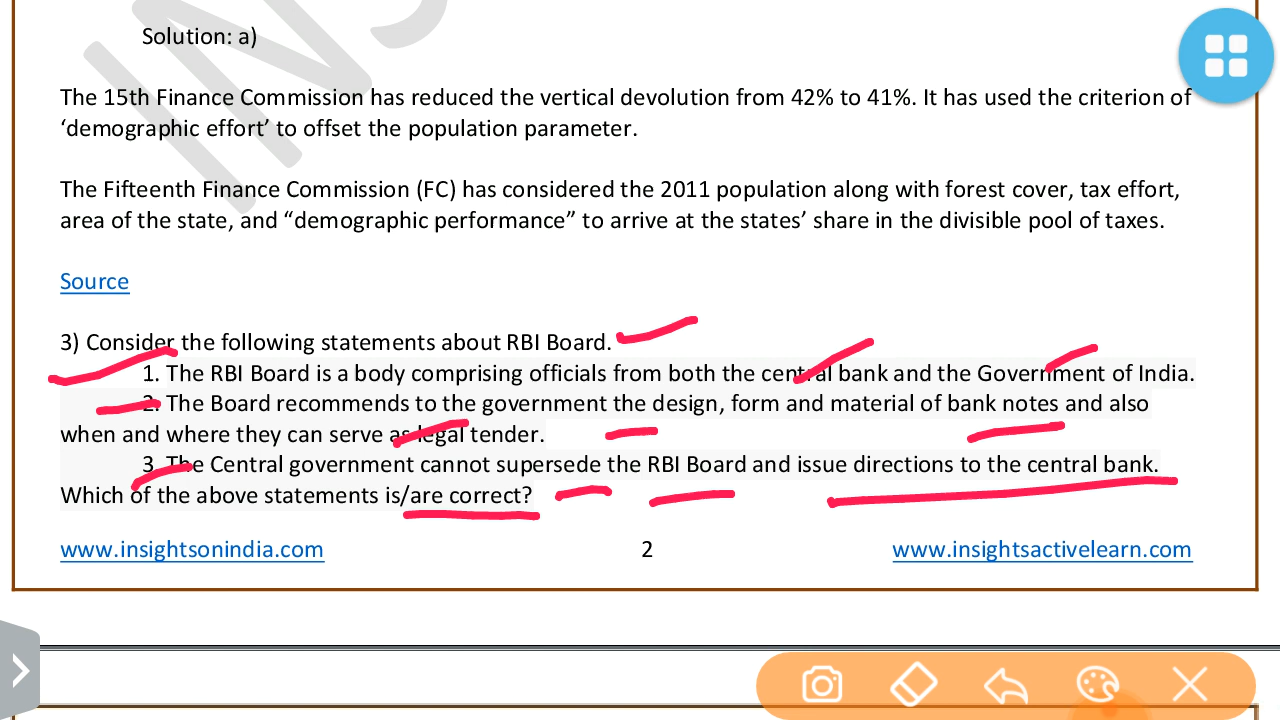 Solution: a)
The 15th Finance Commission has reduced the vertical devolution from 42% to 41%. It has used the criterion of
‘demographic effort’ to offset the population parameter.
The Fifteenth Finance Commission (FC) has considered the 2011 population along with forest cover, tax effort,
area of the state, and “demographic performance” to arrive at the states’ share in the divisible pool of taxes.
Source
3) Consider the following statements about RBI Board.
1. The RBI Board is a body comprising officials from both the central bank and the Government of India.
2. The Board recommends to the government the design, form and material of bank notes and also
when and where they can serve as legal tender.
3. The Central government cannot supersede the RBI Board and issue directions to the central bank.
Which of the above statements is/are correct?
www.insightsonindia.com 2 www.insightsactivelearn.com